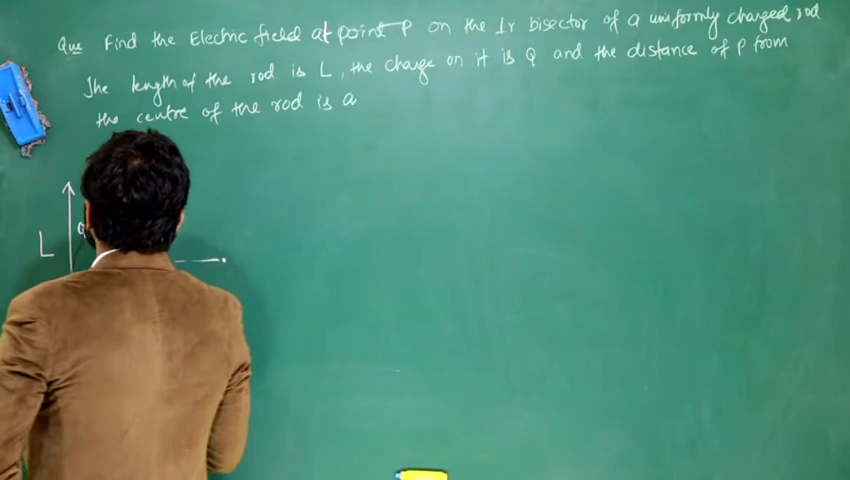 Que Find the Electric field at point P on the ⊥r bisector of a uniformly charged rod
The length of the rod is L, the charge on it is Q and the distance of P from
the centre of the rod is a
L